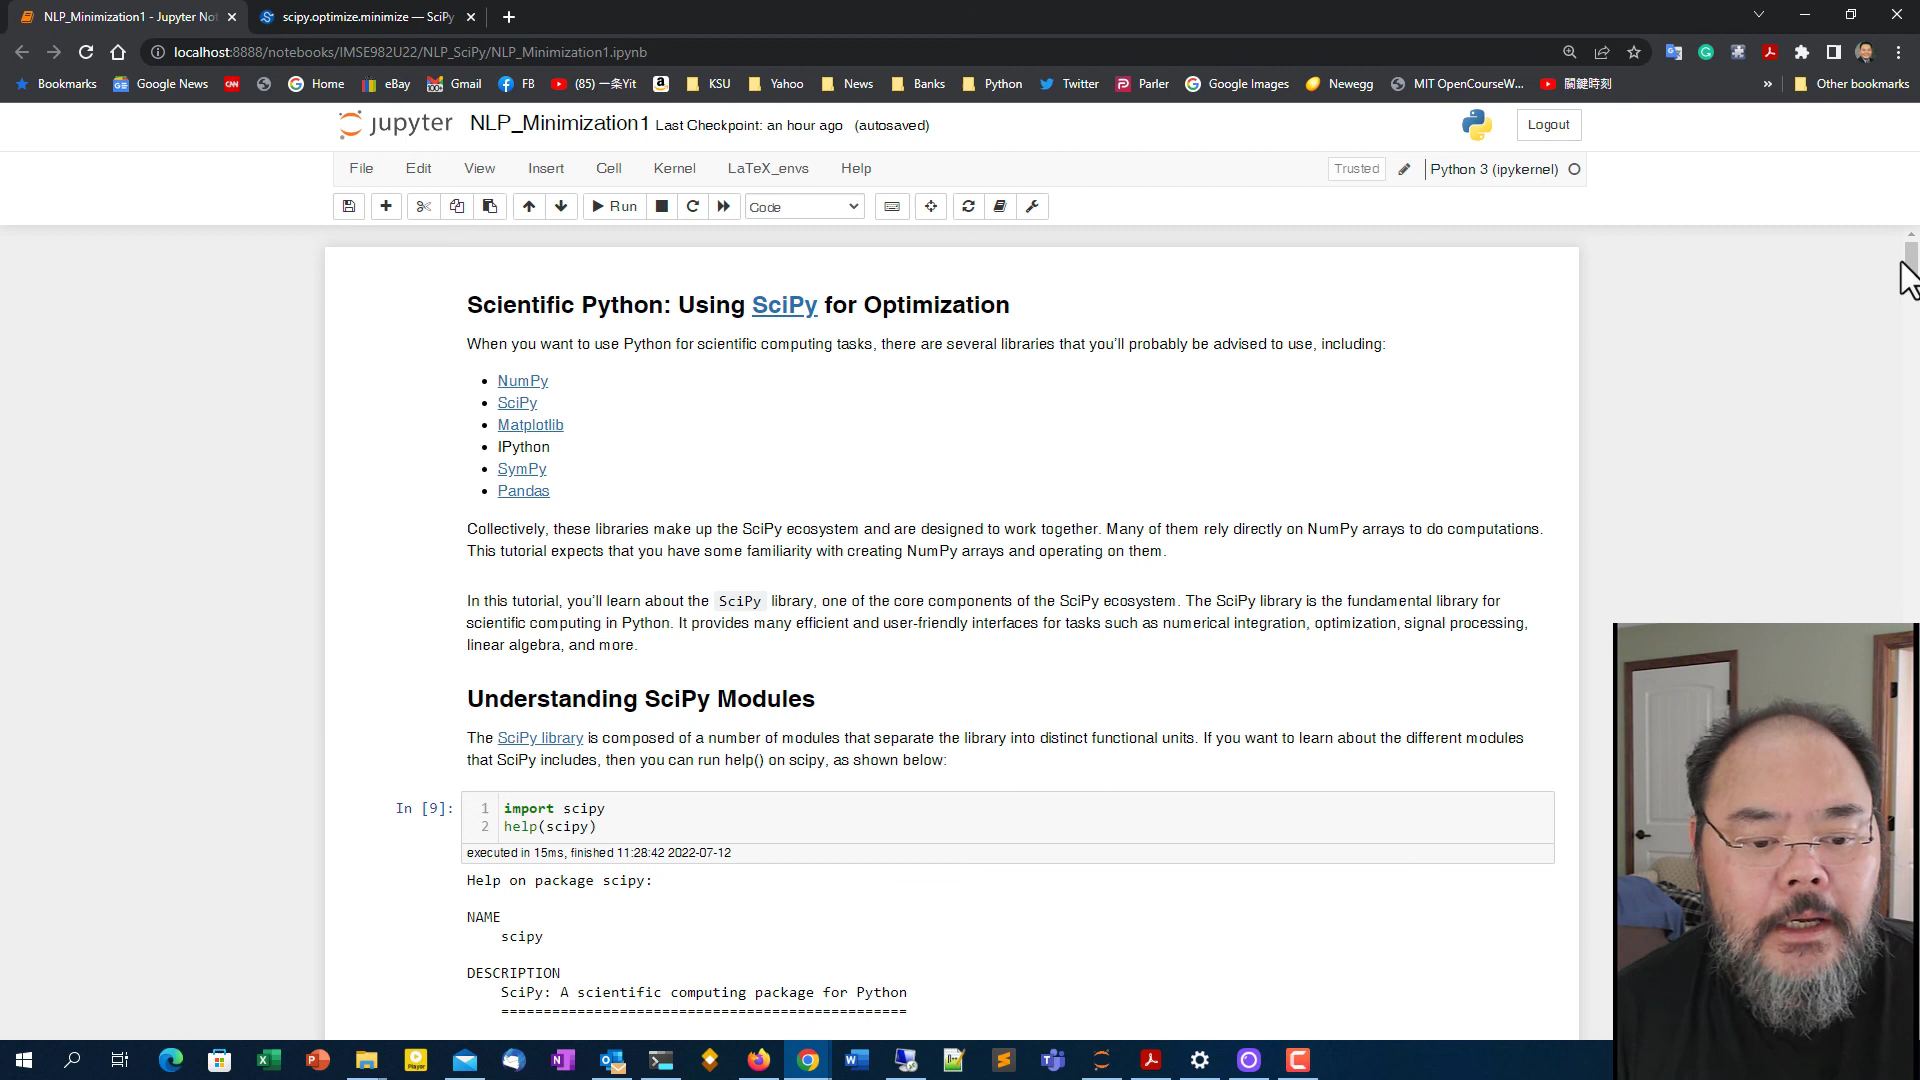 NLP_Minimization1 - Jupyter Not
scipy.optimize.minimize — SciPy
localhost:8888/notebooks/IMSE982U22/NLP_SciPy/NLP_Minimization1.ipynb
Bookmarks Google News CNN Home eBay Gmail FB (85) 一条Yit KSU Yahoo News Banks Python Twitter Parler Google Images Newegg MIT OpenCourseW... 關鍵時刻 » Other bookmarks
jupyter NLP_Minimization1 Last Checkpoint: an hour ago (autosaved) Logout
File Edit View Insert Cell Kernel LaTeX_envs Help Trusted Python 3 (ipykernel)
Run Code
Scientific Python: Using SciPy for Optimization
When you want to use Python for scientific computing tasks, there are several libraries that you'll probably be advised to use, including:
• NumPy
• SciPy
• Matplotlib
• IPython
• SymPy
• Pandas
Collectively, these libraries make up the SciPy ecosystem and are designed to work together. Many of them rely directly on NumPy arrays to do computations.
This tutorial expects that you have some familiarity with creating NumPy arrays and operating on them.
In this tutorial, you'll learn about the SciPy library, one of the core components of the SciPy ecosystem. The SciPy library is the fundamental library for
scientific computing in Python. It provides many efficient and user-friendly interfaces for tasks such as numerical integration, optimization, signal processing,
linear algebra, and more.
Understanding SciPy Modules
The SciPy library is composed of a number of modules that separate the library into distinct functional units. If you want to learn about the different modules
that SciPy includes, then you can run help() on scipy, as shown below:
In [9]: 1 import scipy
2 help(scipy)
executed in 15ms, finished 11:28:42 2022-07-12
Help on package scipy:
NAME
scipy
DESCRIPTION
SciPy: A scientific computing package for Python
================================================